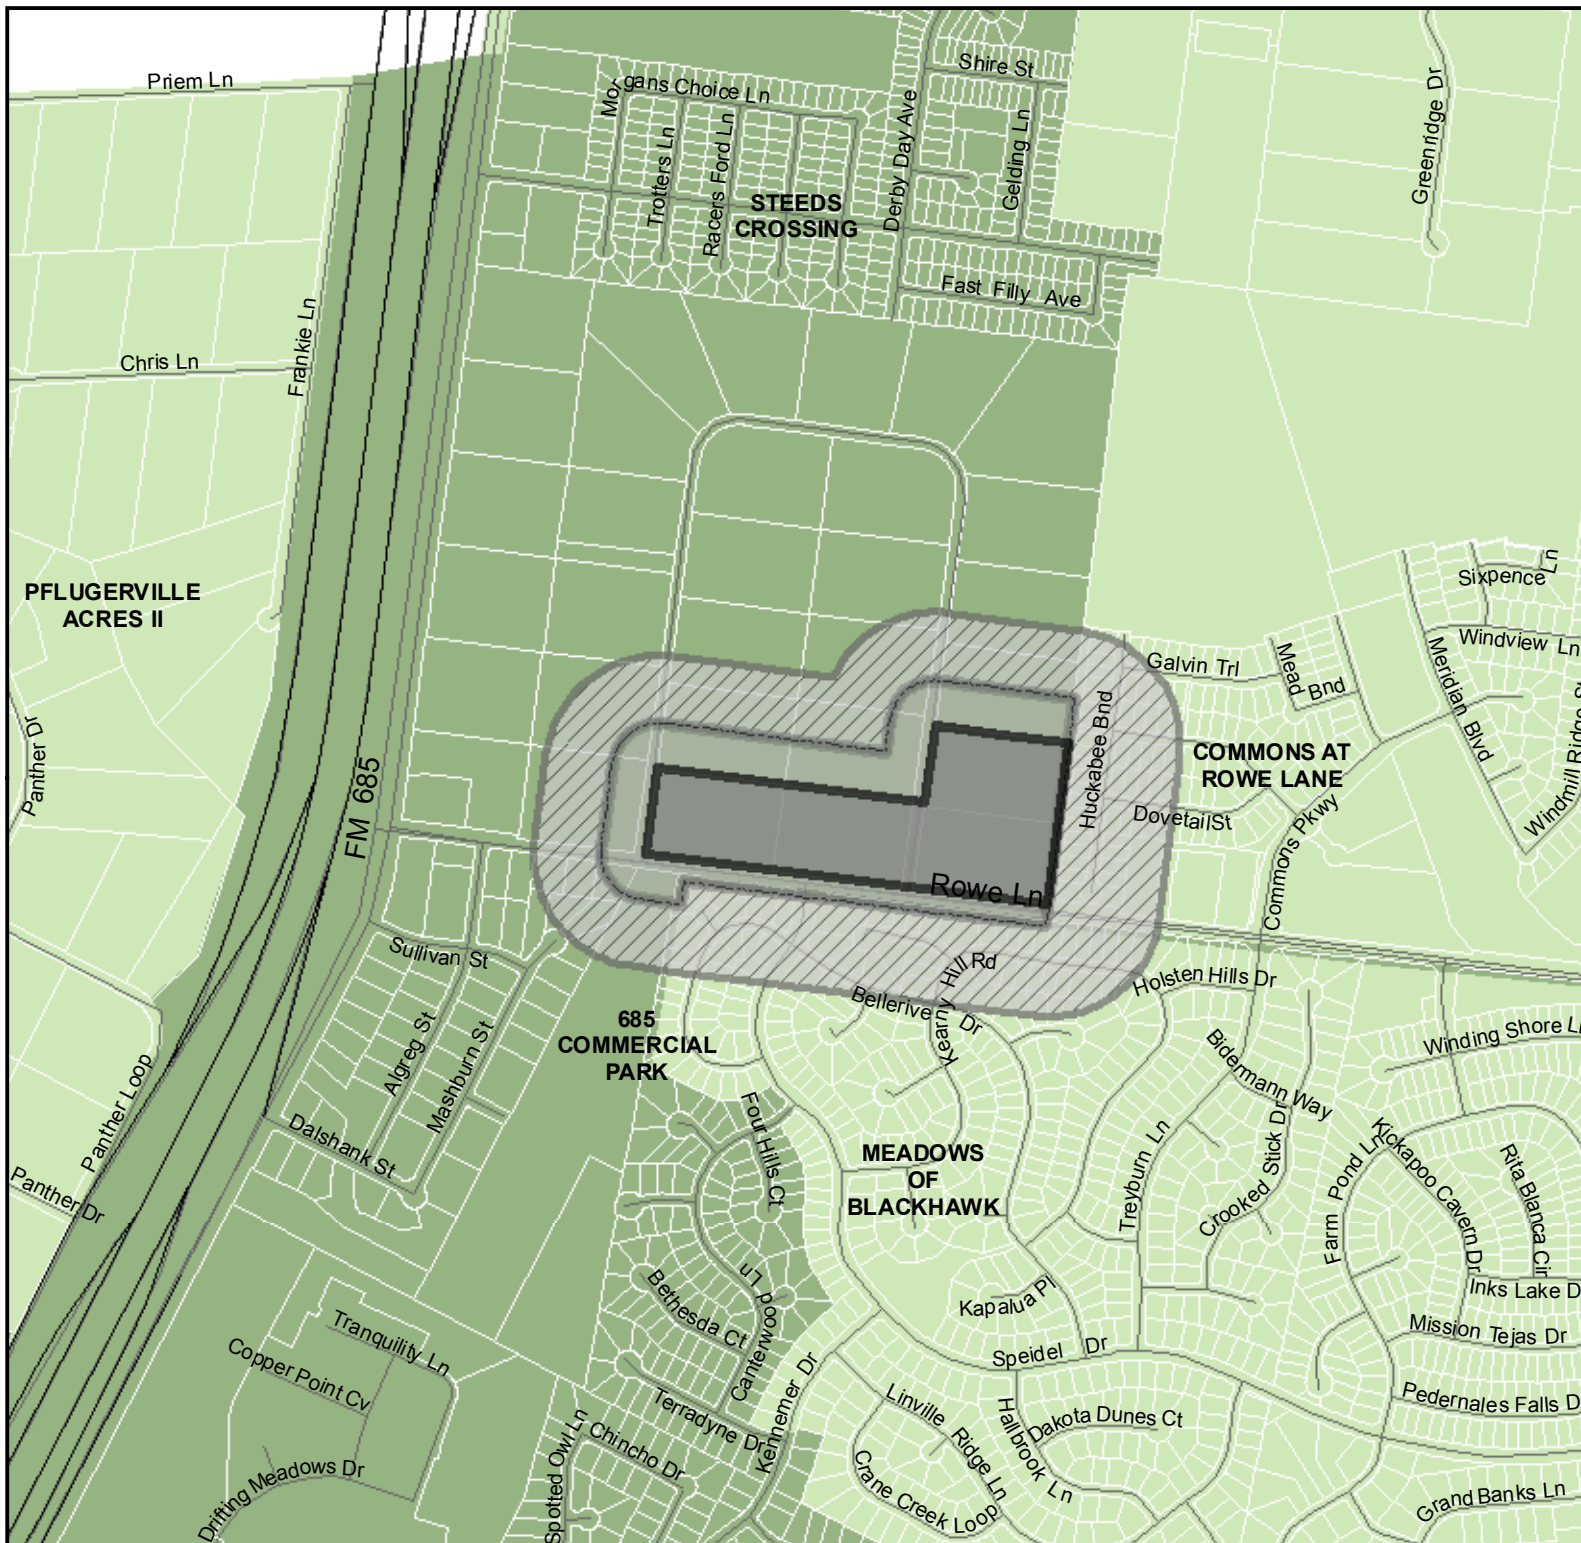 Priem Ln
Shire St
Morgans Choice Ln
Greenridge Dr
Derby Day Ave
Gelding Ln
Trotters Ln
Racers Ford Ln
STEEDS
CROSSING
Fast Filly Ave
Frankie Ln
Chris Ln
PFLUGERVILLE
ACRES II
Sixpence Ln
Windview Ln
Galvin Trl
Mead Bnd
Meridian Blvd
Huckabee Bnd
Panther Dr
FM 685
COMMONS AT
ROWE LANE
Dovetail St
Commons Pkwy
Windmill Ridge St
Rowe Ln
Sullivan St
Kearny Hill Rd
Bellerive Dr
Holsten Hills Dr
685
COMMERCIAL
PARK
Algreg St
Mashburn St
Winding Shore L
Bidermann Way
Panther Loop
Dalshank St
Four Hills Ct
MEADOWS
OF
BLACKHAWK
Treyburn Ln
Crooked Stick Dr
Farm Pond Ln
Kickapoo Cavern Dr
Rita Blanca Cir
Panther Dr
Inks Lake D
Kapalua Pl
Bethesda Ct
Canterwood Ln
Tranquility Ln
Copper Point Cv
Mission Tejas Dr
Speidel Dr
Kennemer Dr
Terradyne Dr
Pedernales Falls D
Linville Ridge Ln
Hallbrook Ln
Dakota Dunes Ct
Spotted Owl Ln
Chincho Dr
Crane Creek Loop
Drifting Meadows Dr
Grand Banks Ln